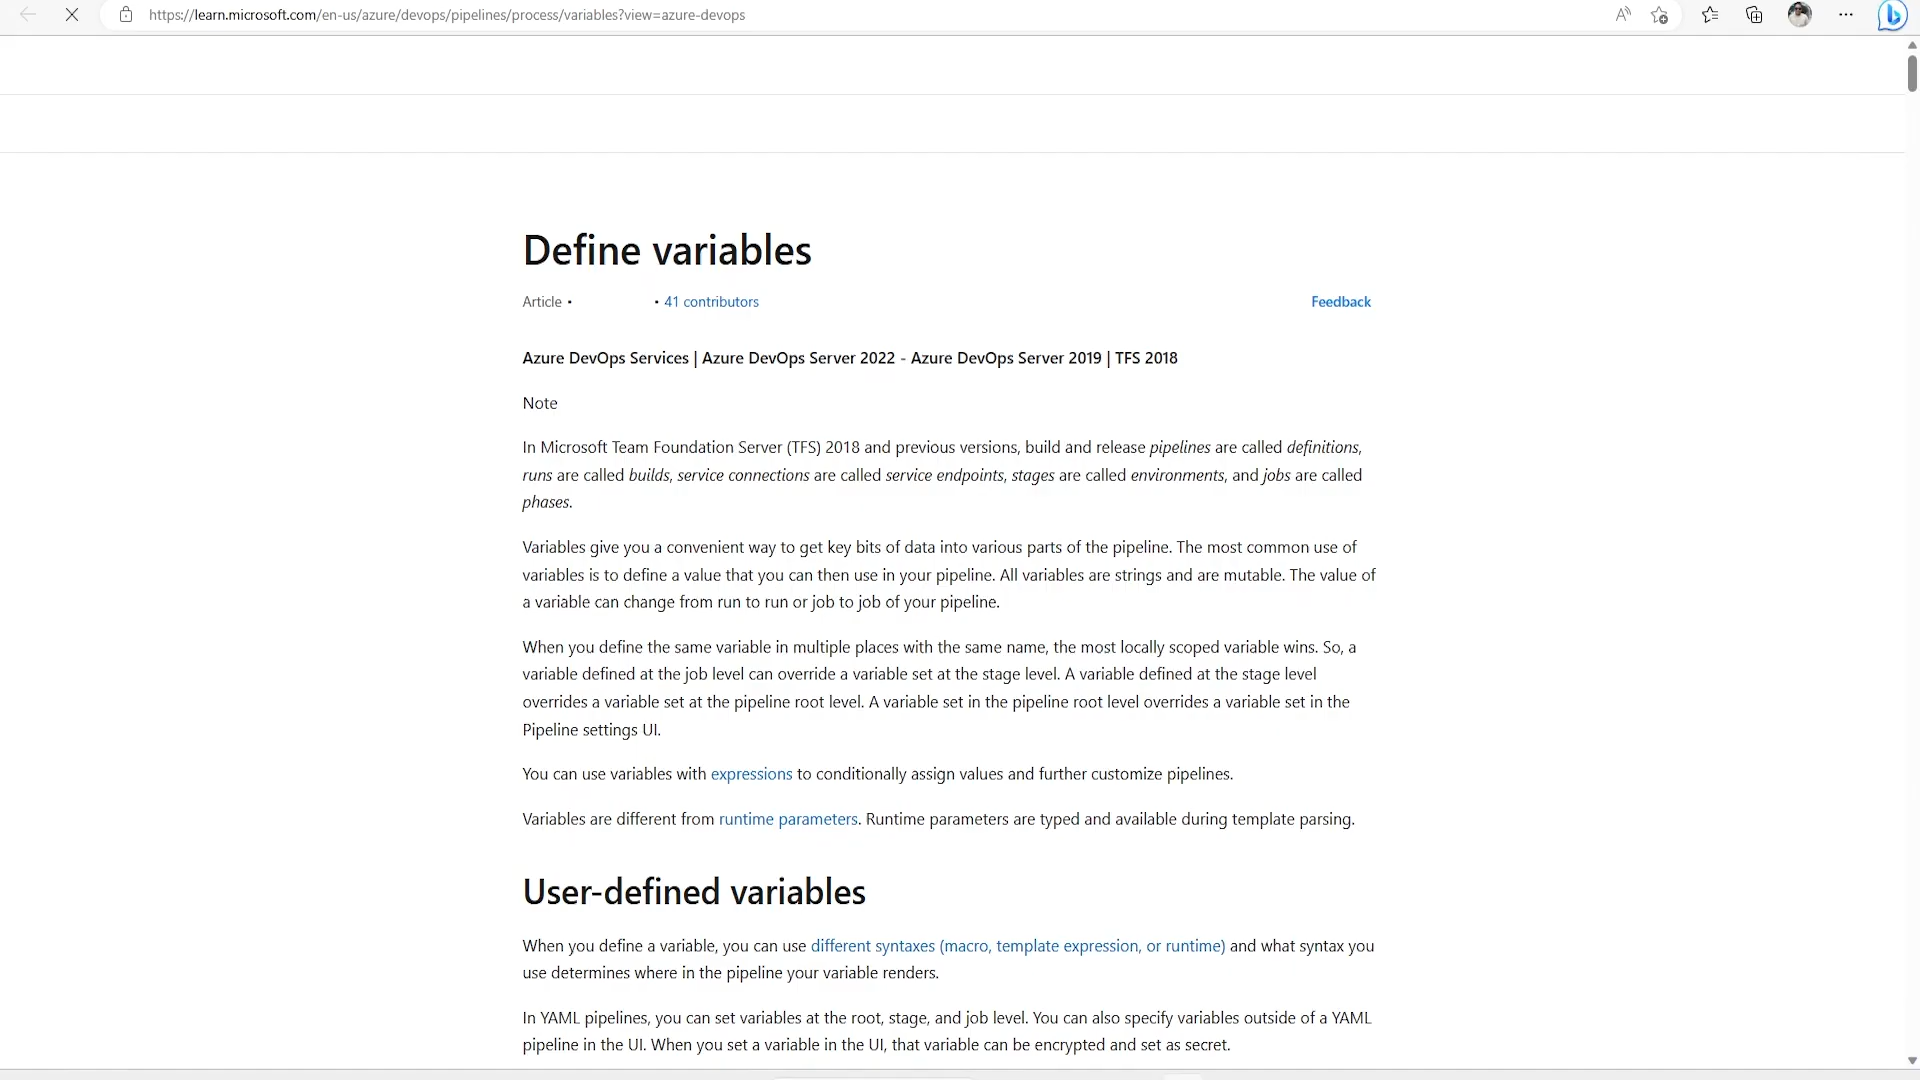 https://learn.microsoft.com/en-us/azure/devops/pipelines/process/variables?view=azure-devops
Define variables
Article • • 41 contributors
Feedback
Azure DevOps Services | Azure DevOps Server 2022 - Azure DevOps Server 2019 | TFS 2018
Note
In Microsoft Team Foundation Server (TFS) 2018 and previous versions, build and release pipelines are called definitions,
runs are called builds, service connections are called service endpoints, stages are called environments, and jobs are called
phases.
Variables give you a convenient way to get key bits of data into various parts of the pipeline. The most common use of
variables is to define a value that you can then use in your pipeline. All variables are strings and are mutable. The value of
a variable can change from run to run or job to job of your pipeline.
When you define the same variable in multiple places with the same name, the most locally scoped variable wins. So, a
variable defined at the job level can override a variable set at the stage level. A variable defined at the stage level
overrides a variable set at the pipeline root level. A variable set in the pipeline root level overrides a variable set in the
Pipeline settings UI.
You can use variables with expressions to conditionally assign values and further customize pipelines.
Variables are different from runtime parameters. Runtime parameters are typed and available during template parsing.
User-defined variables
When you define a variable, you can use different syntaxes (macro, template expression, or runtime) and what syntax you
use determines where in the pipeline your variable renders.
In YAML pipelines, you can set variables at the root, stage, and job level. You can also specify variables outside of a YAML
pipeline in the UI. When you set a variable in the UI, that variable can be encrypted and set as secret.